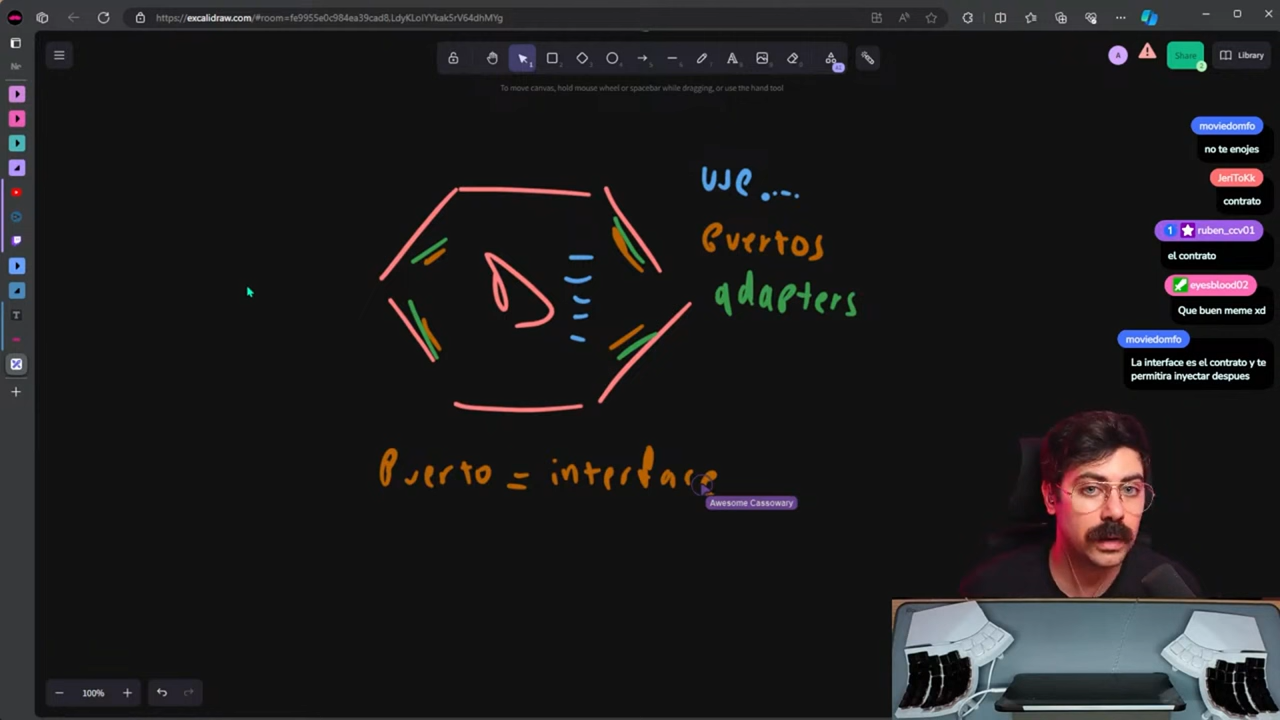 https://excalidraw.com/#room=fe9955e0c984ea39cad8,LdyKLoIYYkak5rV64dhMYg
Share
2
Library
To move canvas, hold mouse wheel or spacebar while dragging, or use the hand tool
A
moviedomfo
no te enojes
JeriToKk
contrato
1 ruben_ccv01
el contrato
eyesblood02
Que buen meme xd
moviedomfo
La interface es el contrato y te
permitira inyectar despues
use....
Puertos
adapters
Puerto = interface
Awesome Cassowary
100%